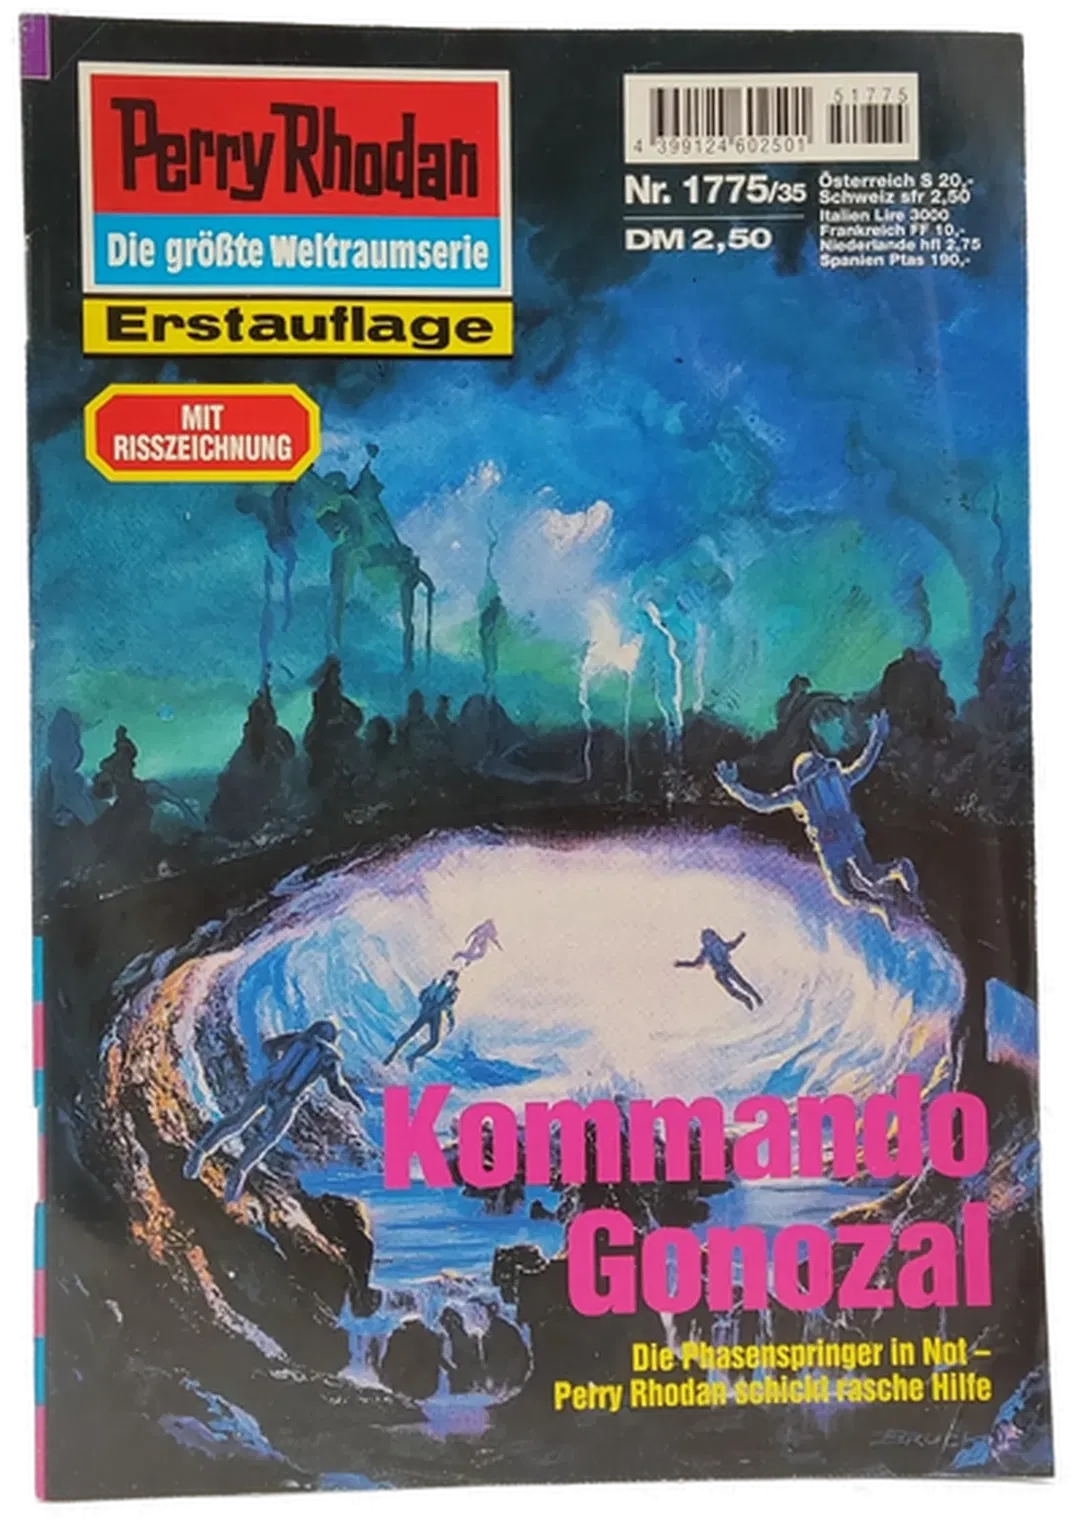 Perry Rhodan
Die größte Weltraumserie
Erstauflage
MIT
RISSZEICHNUNG
51775
4 399124 602501
Nr. 1775/35
DM 2,50
Österreich S 20,-
Schweiz sfr 2,50
Italien Lire 3000
Frankreich FF 10,-
Niederlande hfl 2,75
Spanien Ptas 190,-
Kommando
Gonozal
Die Phasenspringer in Not –
Perry Rhodan schickt rasche Hilfe